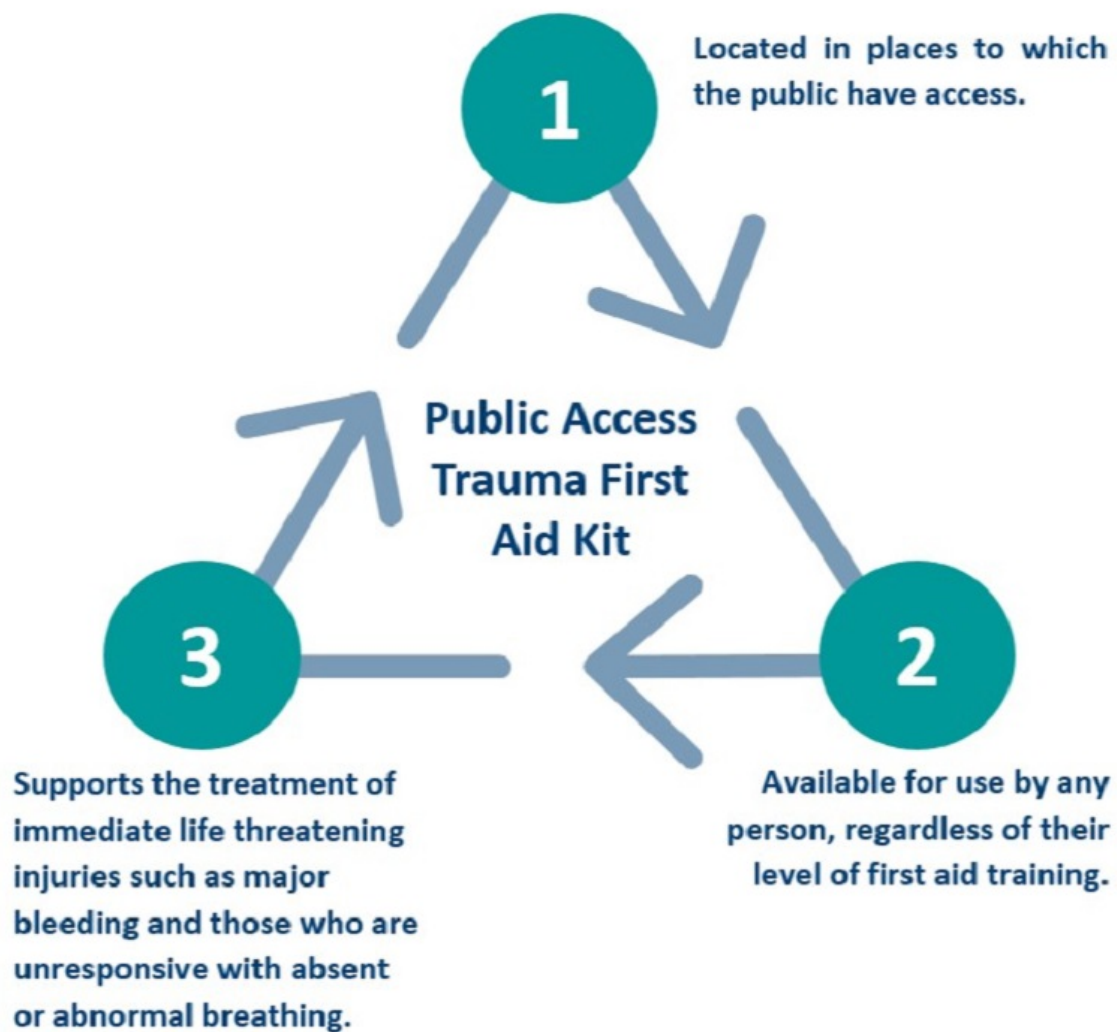 1
Located in places to which
the public have access.
Public Access
Trauma First
Aid Kit
2
Available for use by any
person, regardless of their
level of first aid training.
3
Supports the treatment of
immediate life threatening
injuries such as major
bleeding and those who are
unresponsive with absent
or abnormal breathing.